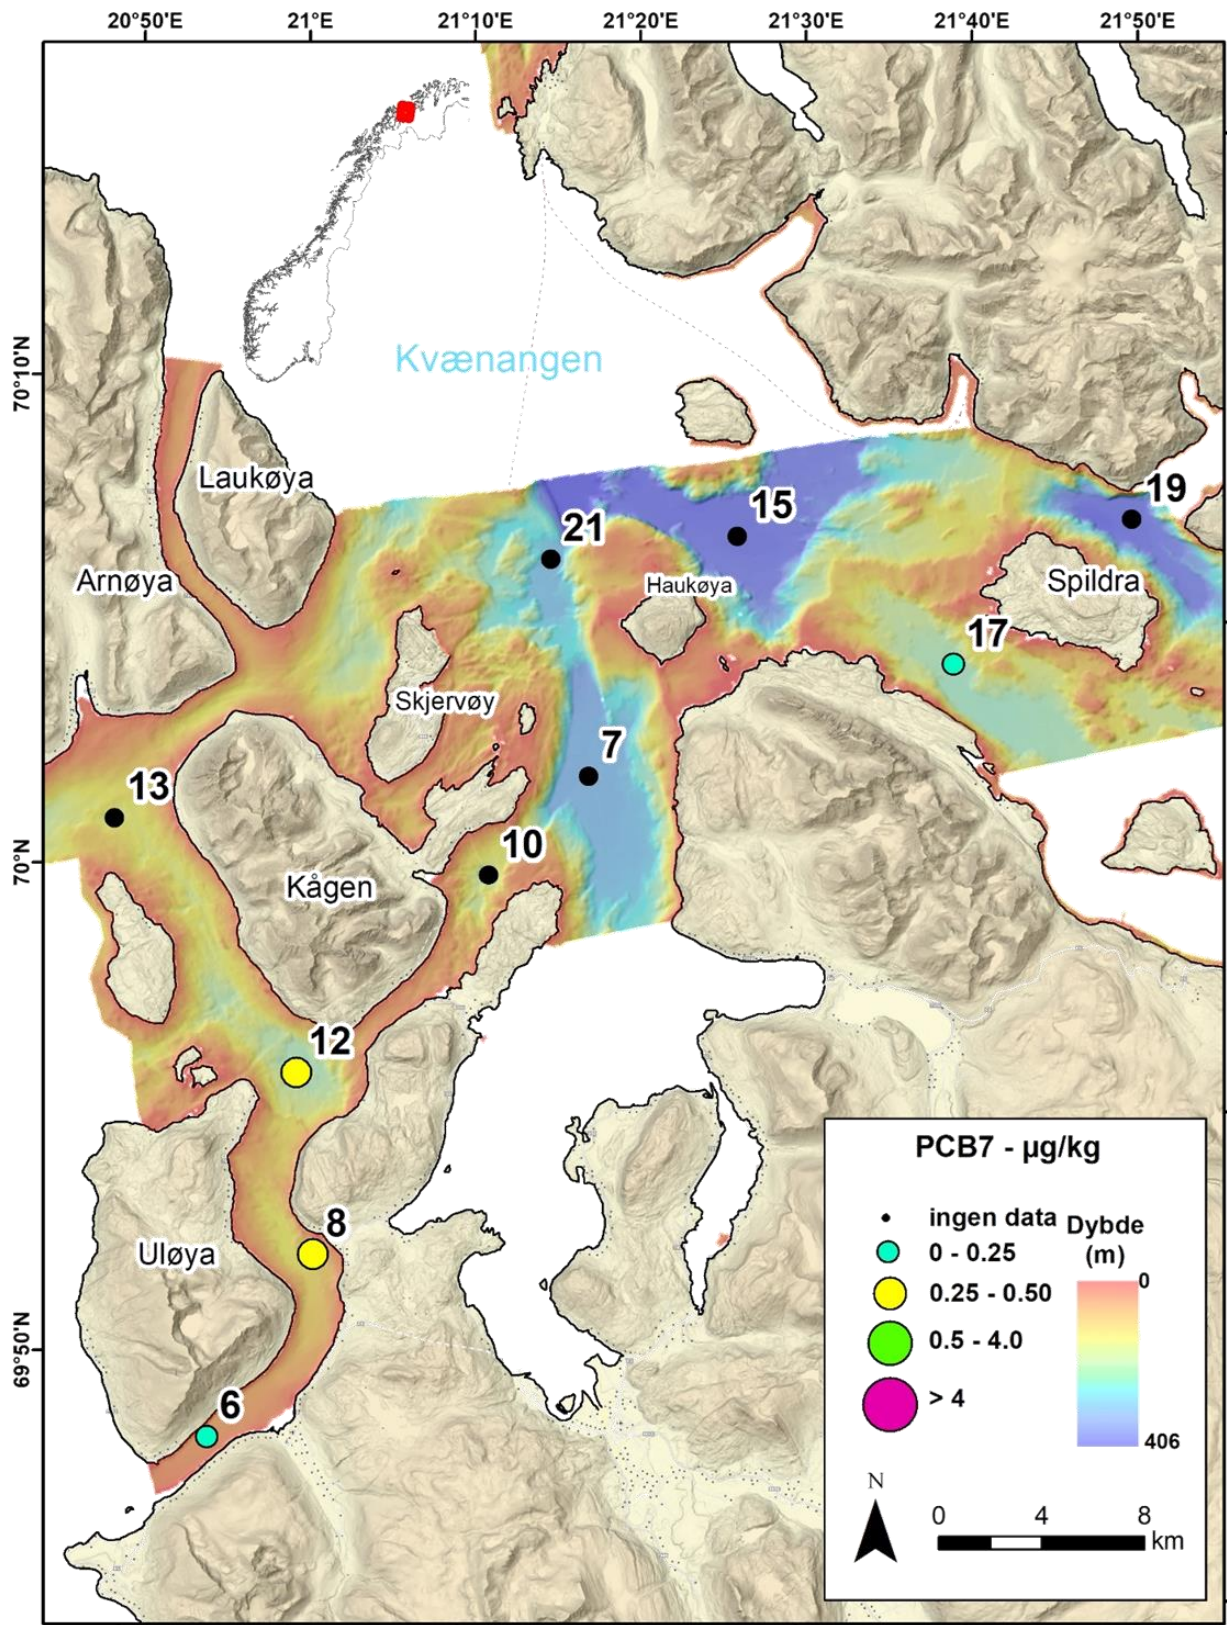 20°50'E 21°E 21°10'E 21°20'E 21°30'E 21°40'E 21°50'E
70°10'N
Kvænangen
Laukøya
19
15
21
Arnøya
Haukøya
Spildra
17
Skjervøy
7
13
10
70°N
Kågen
12
8
Uløya
69°50'N
6
PCB7 - µg/kg
ingen data
0 - 0.25
0.25 - 0.50
0.5 - 4.0
> 4
Dybde
(m)
0
406
N
0 4 8
km